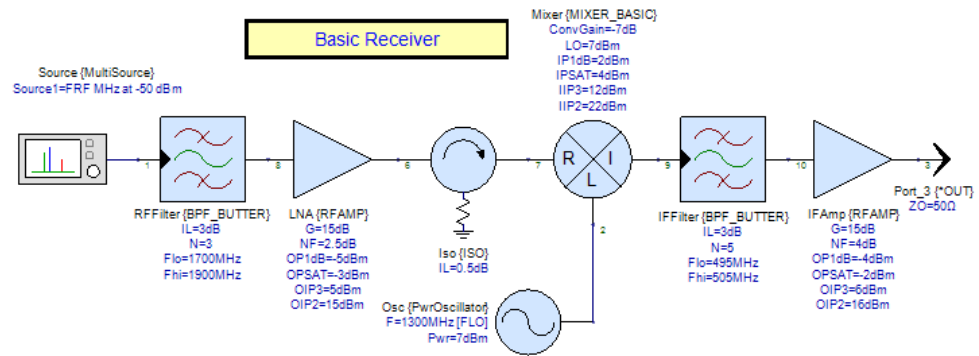 Basic Receiver
Mixer {MIXER_BASIC}
ConvGain=-7dB
LO=7dBm
IP1dB=2dBm
IPSAT=4dBm
IIP3=12dBm
IIP2=22dBm
Source {MultiSource}
Source1=FRF MHz at -50 dBm
1
8
6
7
R
I
L
9
10
3
2
RFFilter {BPF_BUTTER}
IL=3dB
N=3
Flo=1700MHz
Fhi=1900MHz
LNA {RFAMP}
G=15dB
NF=2.5dB
OP1dB=-5dBm
OPSAT=-3dBm
OIP3=5dBm
OIP2=15dBm
Iso {ISO}
IL=0.5dB
Osc {PwrOscillator}
F=1300MHz [FLO]
Pwr=7dBm
IFFilter {BPF_BUTTER}
IL=3dB
N=5
Flo=495MHz
Fhi=505MHz
IFAmp {RFAMP}
G=15dB
NF=4dB
OP1dB=-4dBm
OPSAT=-2dBm
OIP3=6dBm
OIP2=16dBm
Port_3 {*OUT}
ZO=50Ω